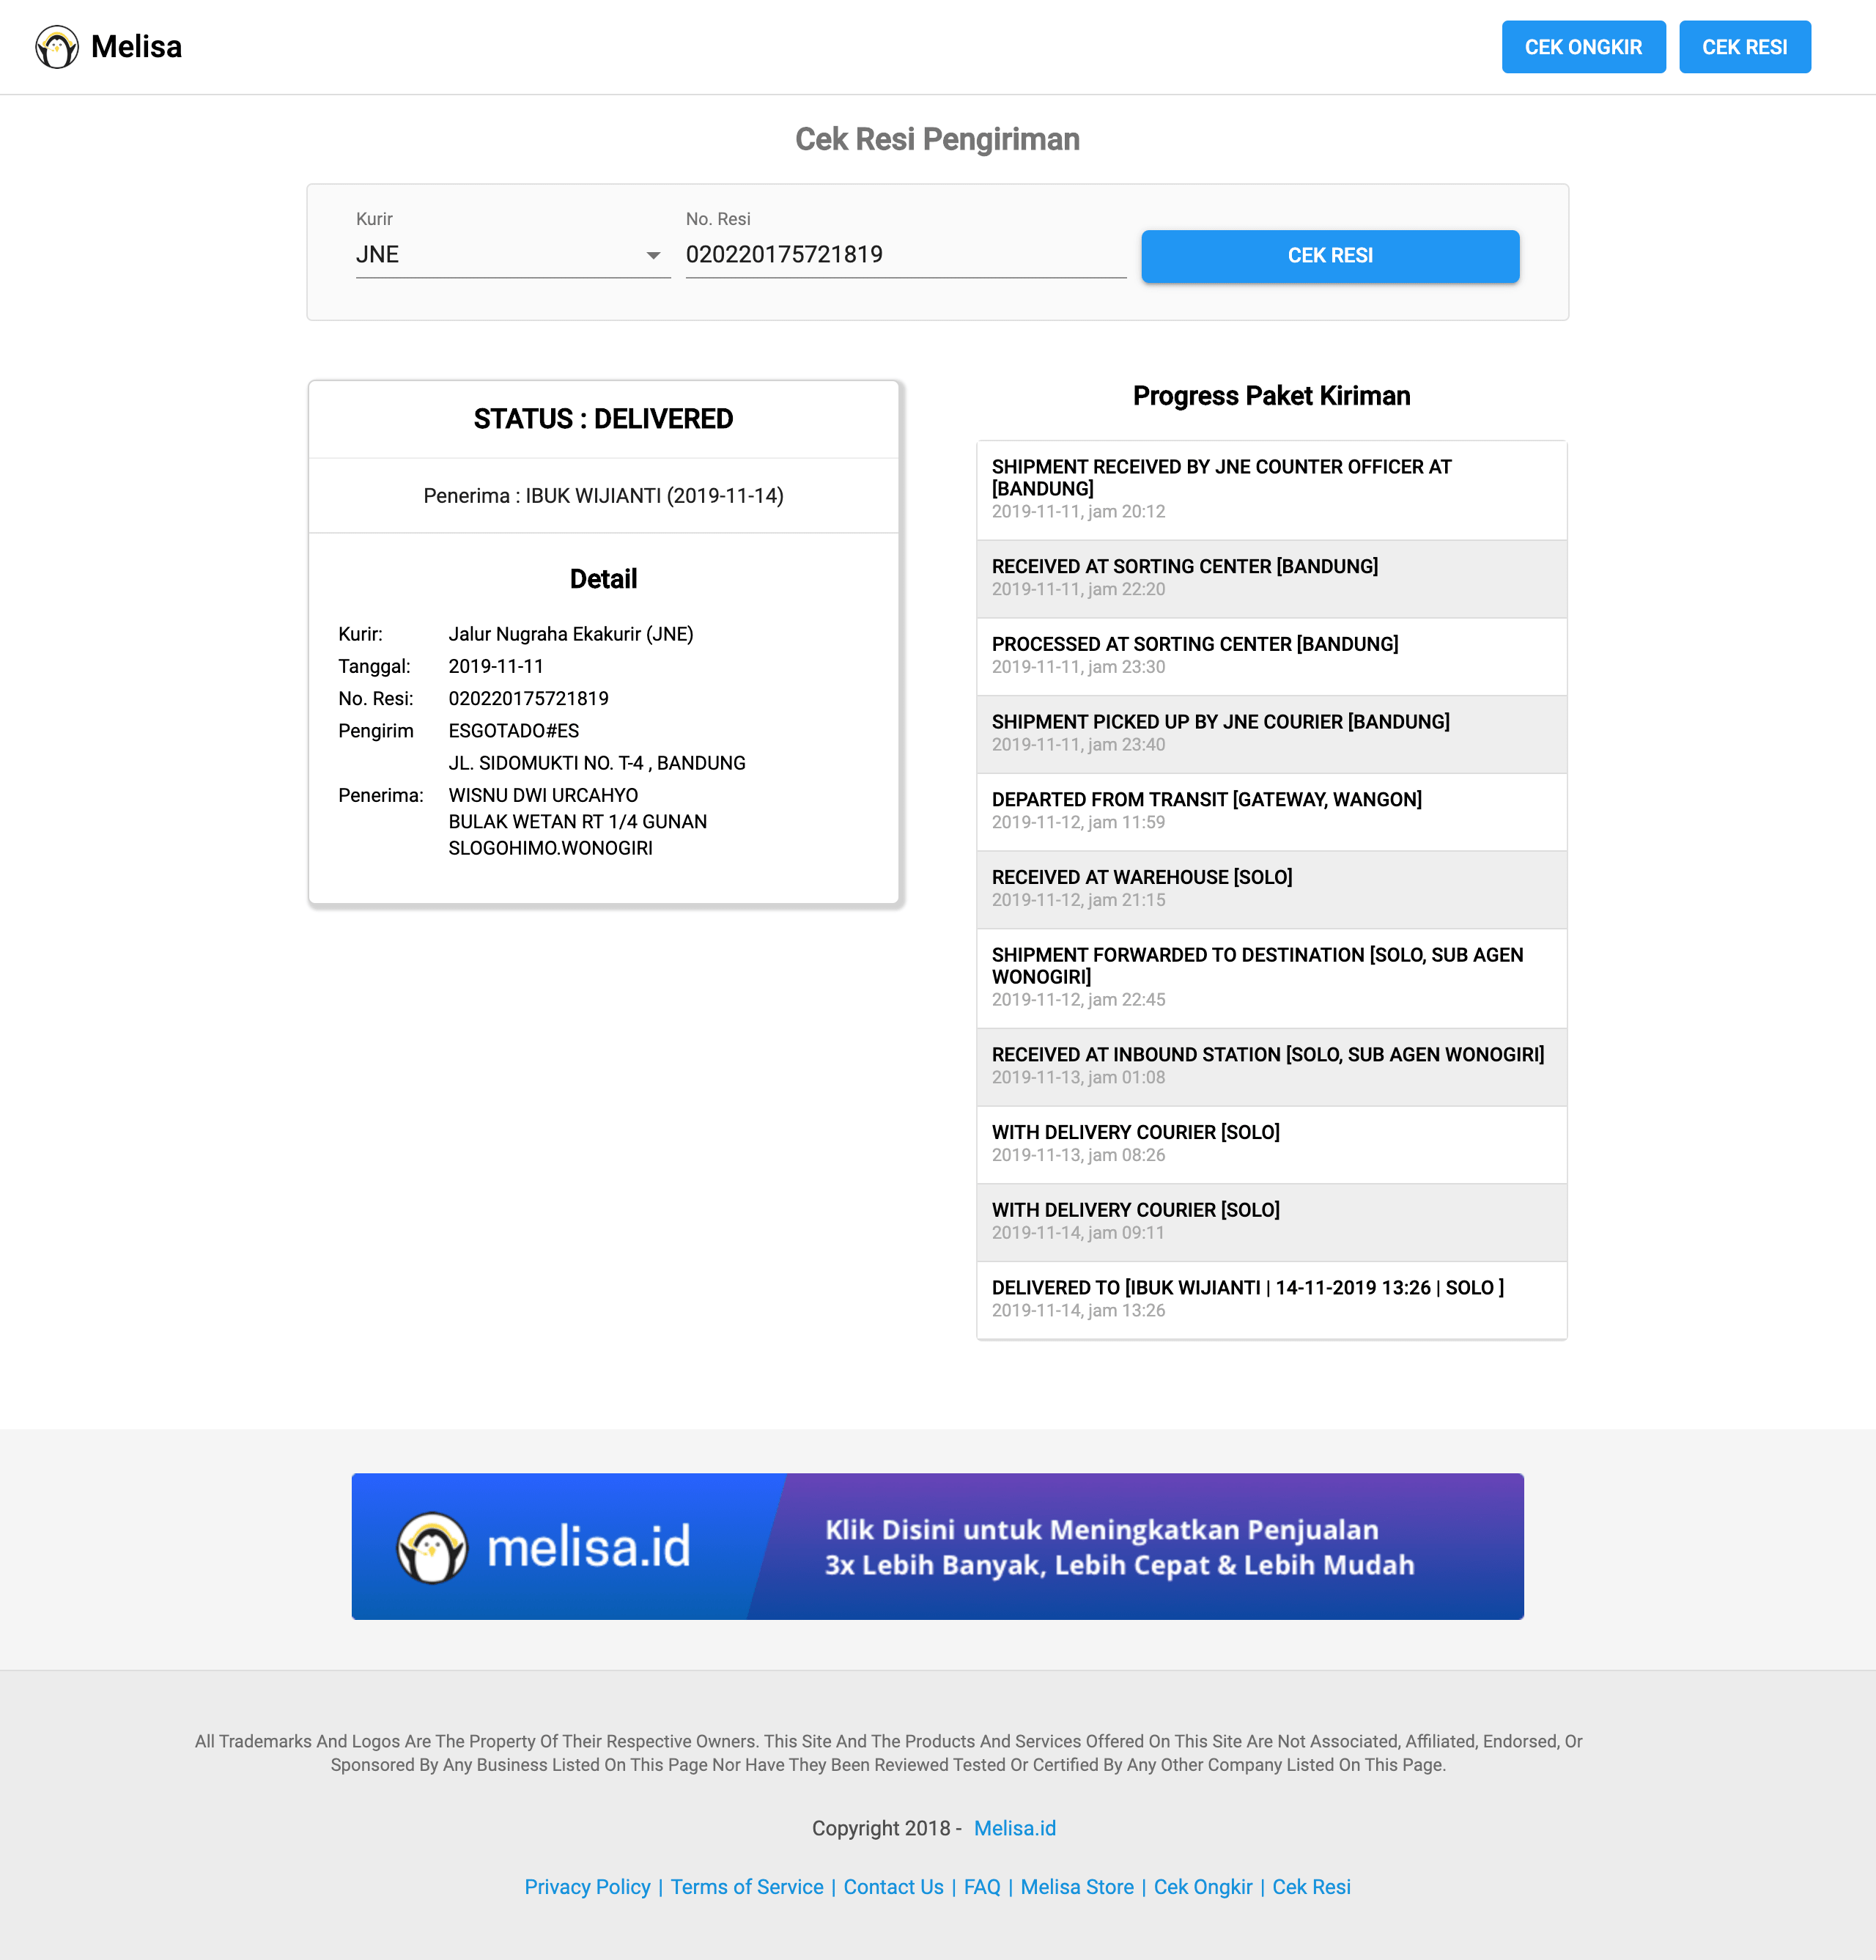 Melisa
CEK ONGKIR
CEK RESI
Cek Resi Pengiriman
Kurir
JNE
No. Resi
020220175721819
CEK RESI
STATUS : DELIVERED
Penerima : IBUK WIJIANTI (2019-11-14)
Detail
Kurir: Jalur Nugraha Ekakurir (JNE)
Tanggal: 2019-11-11
No. Resi: 020220175721819
Pengirim ESGOTADO#ES
JL. SIDOMUKTI NO. T-4 , BANDUNG
Penerima: WISNU DWI URCAHYO
BULAK WETAN RT 1/4 GUNAN
SLOGOHIMO.WONOGIRI
Progress Paket Kiriman
SHIPMENT RECEIVED BY JNE COUNTER OFFICER AT
[BANDUNG]
2019-11-11, jam 20:12
RECEIVED AT SORTING CENTER [BANDUNG]
2019-11-11, jam 22:20
PROCESSED AT SORTING CENTER [BANDUNG]
2019-11-11, jam 23:30
SHIPMENT PICKED UP BY JNE COURIER [BANDUNG]
2019-11-11, jam 23:40
DEPARTED FROM TRANSIT [GATEWAY, WANGON]
2019-11-12, jam 11:59
RECEIVED AT WAREHOUSE [SOLO]
2019-11-12, jam 21:15
SHIPMENT FORWARDED TO DESTINATION [SOLO, SUB AGEN
WONOGIRI]
2019-11-12, jam 22:45
RECEIVED AT INBOUND STATION [SOLO, SUB AGEN WONOGIRI]
2019-11-13, jam 01:08
WITH DELIVERY COURIER [SOLO]
2019-11-13, jam 08:26
WITH DELIVERY COURIER [SOLO]
2019-11-14, jam 09:11
DELIVERED TO [IBUK WIJIANTI | 14-11-2019 13:26 | SOLO ]
2019-11-14, jam 13:26
melisa.id
Klik Disini untuk Meningkatkan Penjualan
3x Lebih Banyak, Lebih Cepat & Lebih Mudah
All Trademarks And Logos Are The Property Of Their Respective Owners. This Site And The Products And Services Offered On This Site Are Not Associated, Affiliated, Endorsed, Or
Sponsored By Any Business Listed On This Page Nor Have They Been Reviewed Tested Or Certified By Any Other Company Listed On This Page.
Copyright 2018 - Melisa.id
Privacy Policy | Terms of Service | Contact Us | FAQ | Melisa Store | Cek Ongkir | Cek Resi